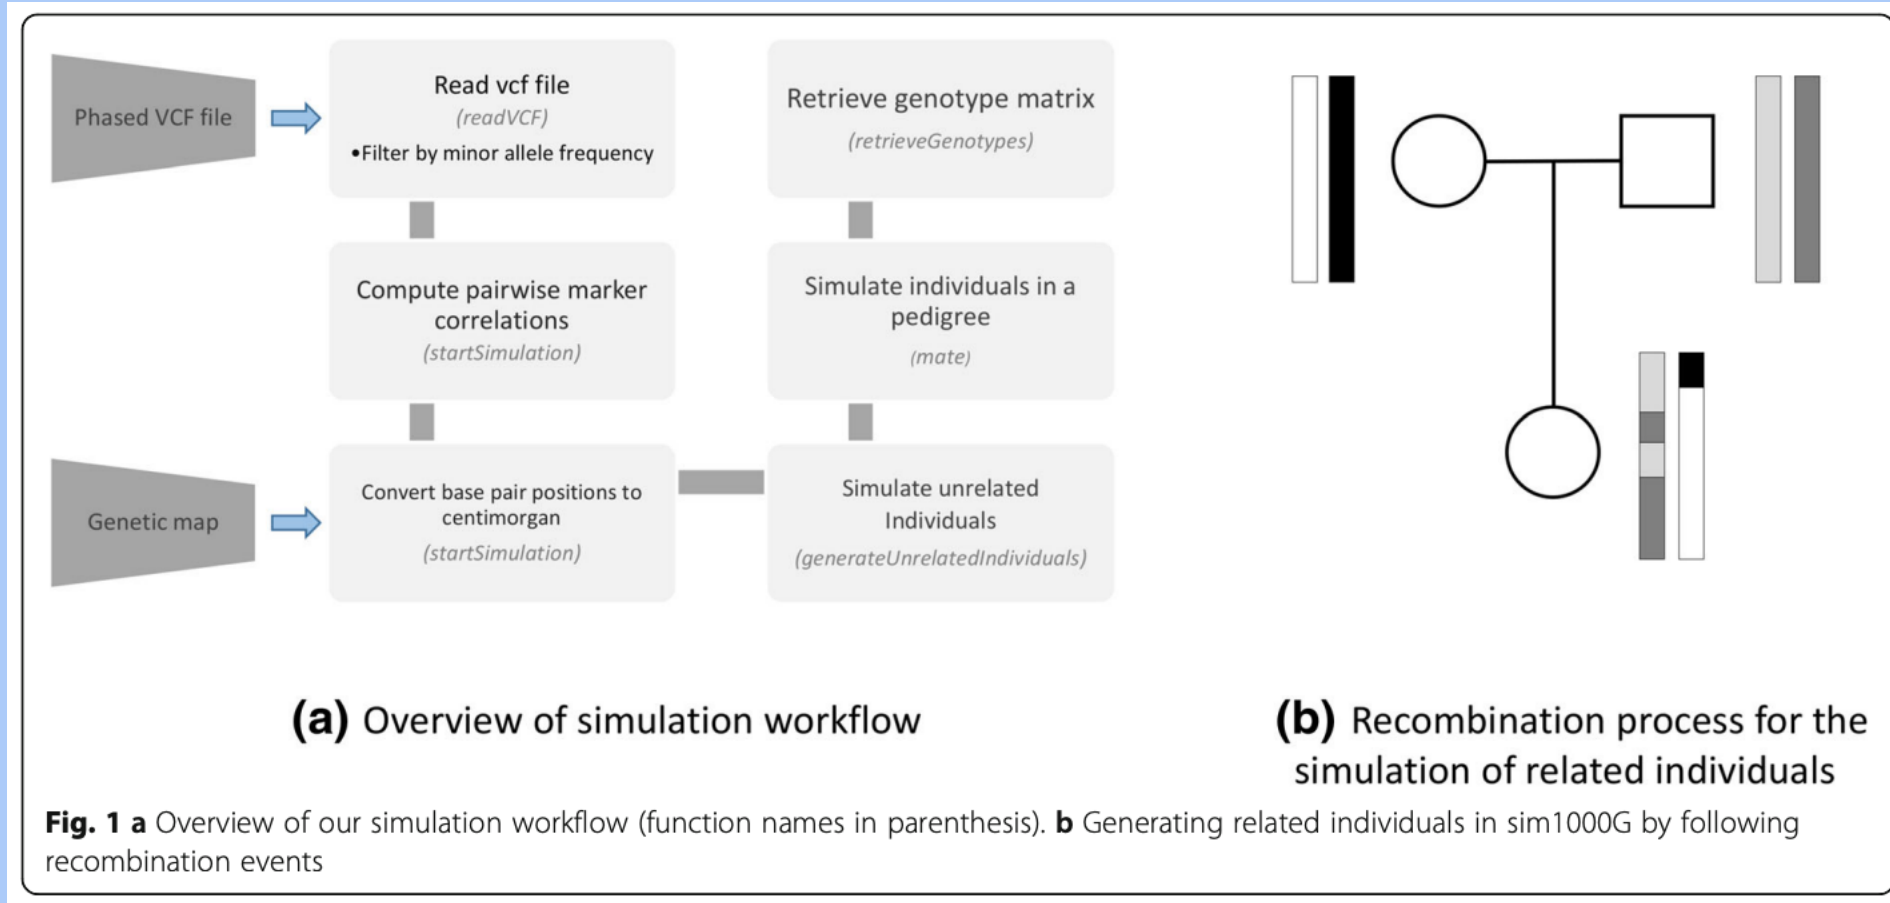 Phased VCF file
Read vcf file
(readVCF)
•Filter by minor allele frequency
Compute pairwise marker
correlations
(startSimulation)
Genetic map
Convert base pair positions to
centimorgan
(startSimulation)
Retrieve genotype matrix
(retrieveGenotypes)
Simulate individuals in a
pedigree
(mate)
Simulate unrelated
Individuals
(generateUnrelatedIndividuals)
(a) Overview of simulation workflow
(b) Recombination process for the
simulation of related individuals
Fig. 1 a Overview of our simulation workflow (function names in parenthesis). b Generating related individuals in sim1000G by following
recombination events